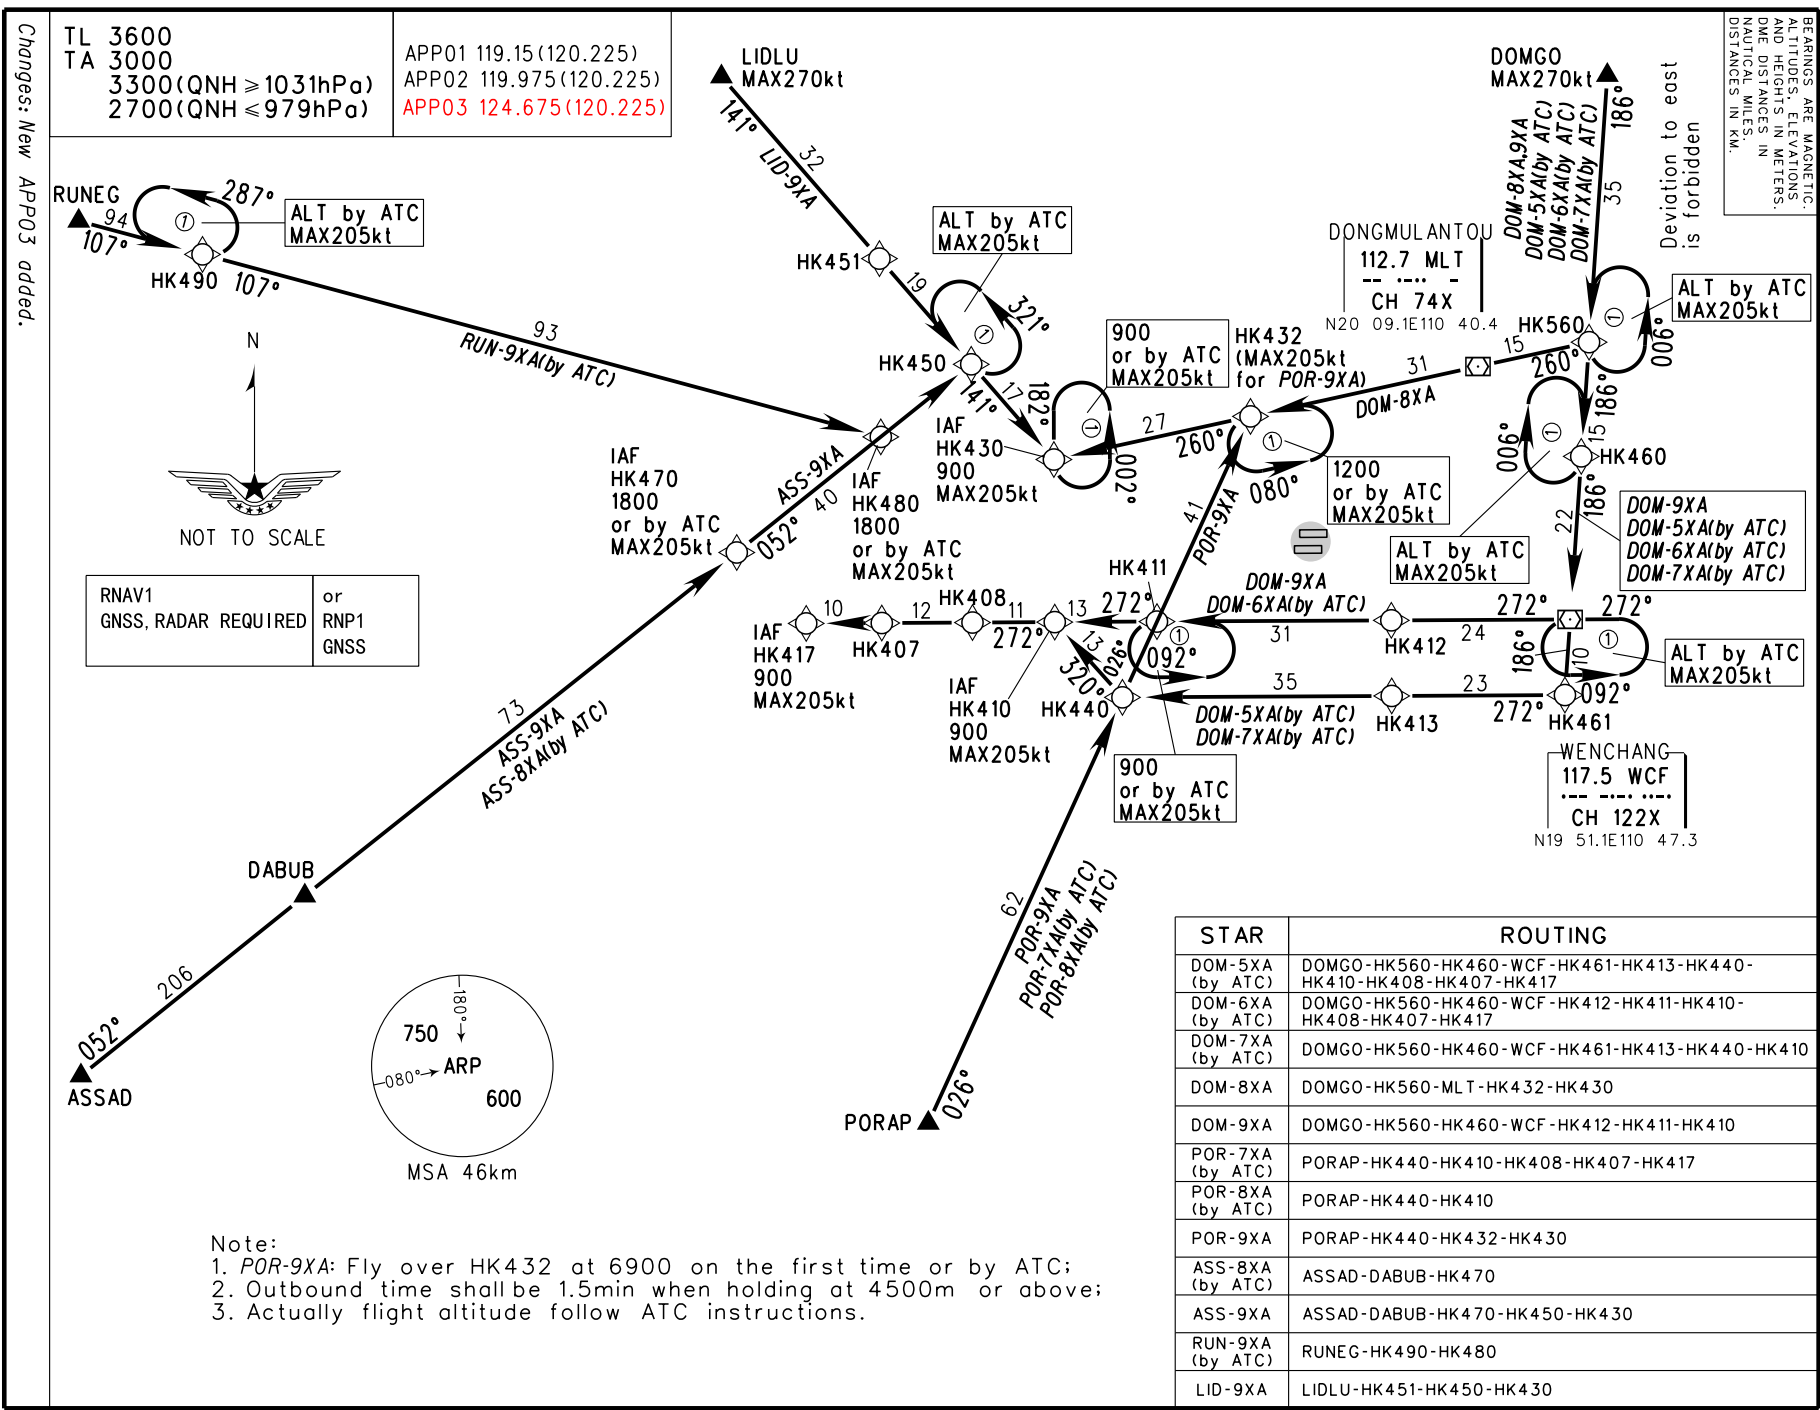 Changes: New APP03 added.
TL 3600
TA 3000
3300(QNH ≥ 1031hPa)
2700(QNH ≤ 979hPa)
APP01 119.15(120.225)
APP02 119.975(120.225)
APP03 124.675(120.225)
BEARINGS ARE MAGNETIC.
ALTITUDES, ELEVATIONS
AND HEIGHTS IN METERS.
DME DISTANCES IN
NAUTICAL MILES.
DISTANCES IN KM.
LIDLU
MAX270kt
141°
32
LID-9XA
DOMGO
MAX270kt
186°
Deviation to east
is forbidden
DOM-8XA,9XA
DOM-5XA(by ATC)
DOM-6XA(by ATC)
DOM-7XA(by ATC)
35
RUNEG
94
107°
287°
①
ALT by ATC
MAX205kt
HK490
107°
93
RUN-9XA(by ATC)
HK451
19
ALT by ATC
MAX205kt
321°
①
HK450
141°
17
DONGMULANTOU
112.7 MLT
-- ·-·· -
CH 74X
N20 09.1E110 40.4
HK560
①
ALT by ATC
MAX205kt
006°
15
260°
31
DOM-8XA
186°
15
900
or by ATC
MAX205kt
HK432
(MAX205kt
for POR-9XA)
182°
①
002°
27
260°
①
080°
1200
or by ATC
MAX205kt
IAF
HK430
900
MAX205kt
006°
①
HK460
186°
22
ALT by ATC
MAX205kt
DOM-9XA
DOM-5XA(by ATC)
DOM-6XA(by ATC)
DOM-7XA(by ATC)
N
NOT TO SCALE
RNAV1
GNSS, RADAR REQUIRED
or
RNP1
GNSS
IAF
HK470
1800
or by ATC
MAX205kt
052°
ASS-9XA
40
IAF
HK480
1800
or by ATC
MAX205kt
41
POR-9XA
HK411
272°
13
HK408
11
272°
12
HK407
10
IAF
HK417
900
MAX205kt
IAF
HK410
900
MAX205kt
13
320°
026°
①
092°
900
or by ATC
MAX205kt
DOM-9XA
DOM-6XA(by ATC)
31
HK412
24
272°
272°
①
ALT by ATC
MAX205kt
186°
10
092°
HK461
272°
23
HK413
35
DOM-5XA(by ATC)
DOM-7XA(by ATC)
HK440
WENCHANG
117.5 WCF
·-- -·-· ··-·
CH 122X
N19 51.1E110 47.3
73
ASS-9XA
ASS-8XA(by ATC)
DABUB
206
052°
ASSAD
62
POR-9XA
POR-7XA(by ATC)
POR-8XA(by ATC)
026°
PORAP
180°
750
080°
ARP
600
MSA 46km
Note:
1. POR-9XA: Fly over HK432 at 6900 on the first time or by ATC;
2. Outbound time shall be 1.5min when holding at 4500m or above;
3. Actually flight altitude follow ATC instructions.
STAR ROUTING
DOM-5XA (by ATC) DOMGO-HK560-HK460-WCF-HK461-HK413-HK440-
HK410-HK408-HK407-HK417
DOM-6XA (by ATC) DOMGO-HK560-HK460-WCF-HK412-HK411-HK410-
HK408-HK407-HK417
DOM-7XA (by ATC) DOMGO-HK560-HK460-WCF-HK461-HK413-HK440-HK410
DOM-8XA DOMGO-HK560-MLT-HK432-HK430
DOM-9XA DOMGO-HK560-HK460-WCF-HK412-HK411-HK410
POR-7XA (by ATC) PORAP-HK440-HK410-HK408-HK407-HK417
POR-8XA (by ATC) PORAP-HK440-HK410
POR-9XA PORAP-HK440-HK432-HK430
ASS-8XA (by ATC) ASSAD-DABUB-HK470
ASS-9XA ASSAD-DABUB-HK470-HK450-HK430
RUN-9XA (by ATC) RUNEG-HK490-HK480
LID-9XA LIDLU-HK451-HK450-HK430